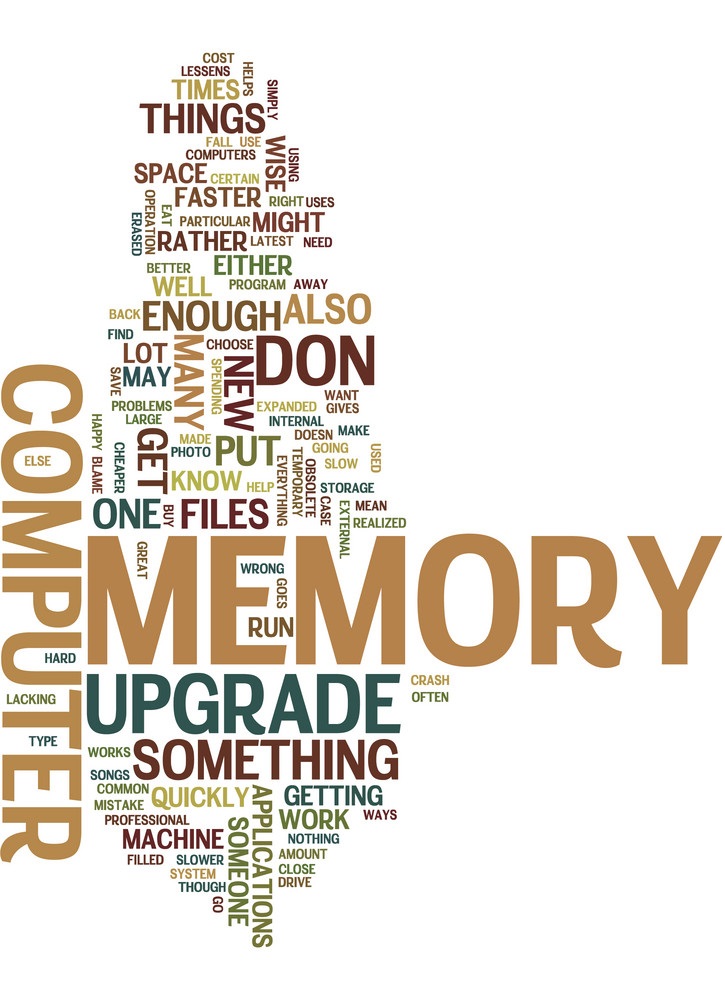 COST
LESSENS
HELPS
TIMES
SIMPLY
THINGS
FALL USE
WISE
USING
COMPUTERS
SPACE
CERTAIN
FASTER
RIGHT
USES
OPERATION
EAT
ERASED
PARTICULAR
MIGHT
RATHER
LATEST
NEED
BETTER
EITHER
WELL
PROGRAM
AWAY
BACK
ENOUGH
ALSO
FIND
LOT
MANY
CHOOSE
DON
MAY
SAVE
SPENDING
NEW
WANT
GIVES
PROBLEMS
EXPANDED
LARGE
INTERNAL
HAPPY
GET
MADE
PUT
DOESN
MAKE
PHOTO
GOING
USED
CHEAPER
BLAME
KNOW
HELP
EVERYTHING
TEMPORARY
OBSOLETE
SLOW
STORAGE
COMPUTER
ELSE
ONE
BUY
FILES
CASE
EXTERNAL
MEAN
REALIZED
MEMORY
GREAT
WRONG
GOES
RUN
HARD
UPGRADE
CRASH
OFTEN
LACKING
TYPE
WORKS
SOMETHING
SONGS
COMMON
QUICKLY
APPLICATIONS
GETTING
MISTAKE
PROFESSIONAL
SOMEONE
WORK
WAYS
MACHINE
NOTHING
FILLED
SLOWER
AMOUNT
SYSTEM
CLOSE
THOUGH
DRIVE
GO